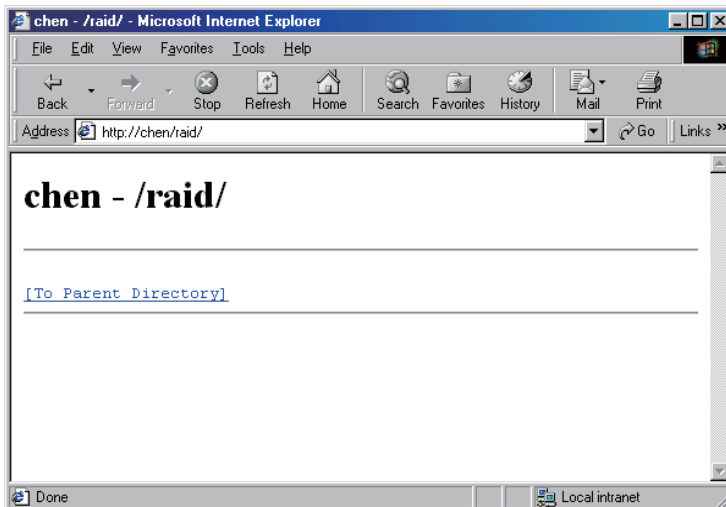 chen - /raid/ - Microsoft Internet Explorer
File Edit View Favorites Tools Help
Back Forward Stop Refresh Home Search Favorites History Mail Print
Address http://chen/raid/ Go Links »
chen - /raid/
[To Parent Directory]
Done Local intranet